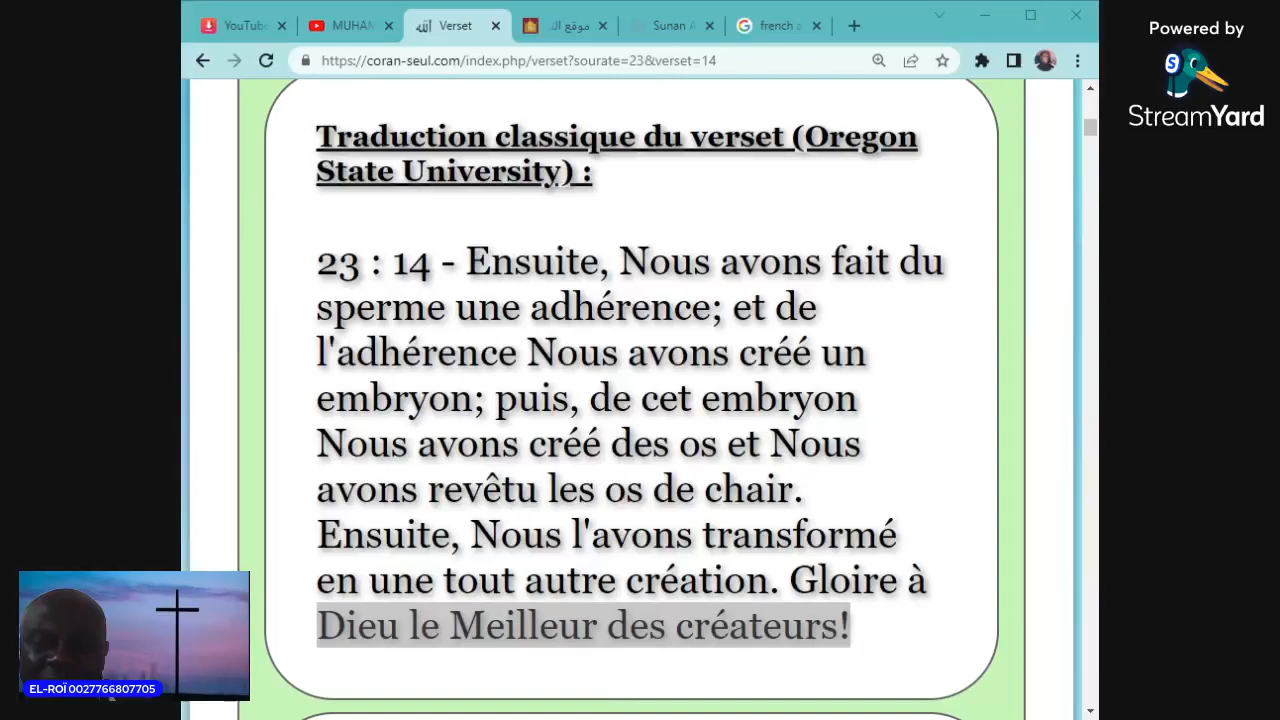 YouTube
MUHAN
Verset
موقع الـ
Sunan A
french a
https://coran-seul.com/index.php/verset?sourate=23&verset=14
Powered by
StreamYard
Traduction classique du verset (Oregon
State University) :
23 : 14 - Ensuite, Nous avons fait du
sperme une adhérence; et de
l'adhérence Nous avons créé un
embryon; puis, de cet embryon
Nous avons créé des os et Nous
avons revêtu les os de chair.
Ensuite, Nous l'avons transformé
en une tout autre création. Gloire à
Dieu le Meilleur des créateurs!
EL-ROÏ 0027766807705